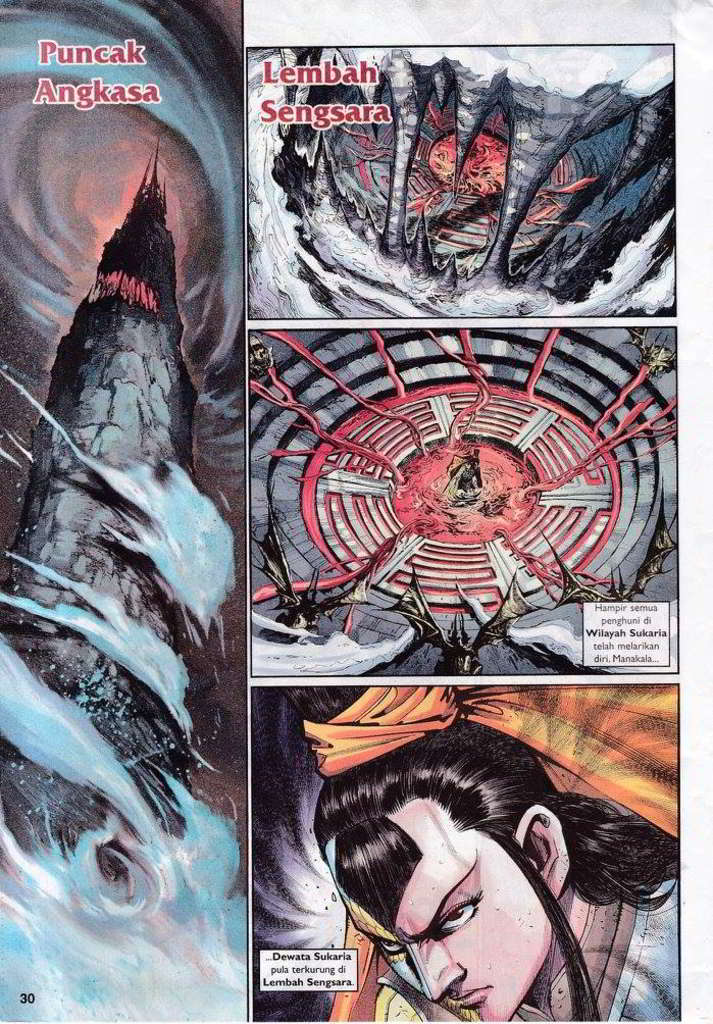 Puncak
Angkasa
Lembah
Sengsara
Hampir semua
penghuni di
Wilayah Sukaria
telah melarikan
diri. Manakala...
...Dewata Sukaria
pula terkurung di
Lembah Sengsara.
30